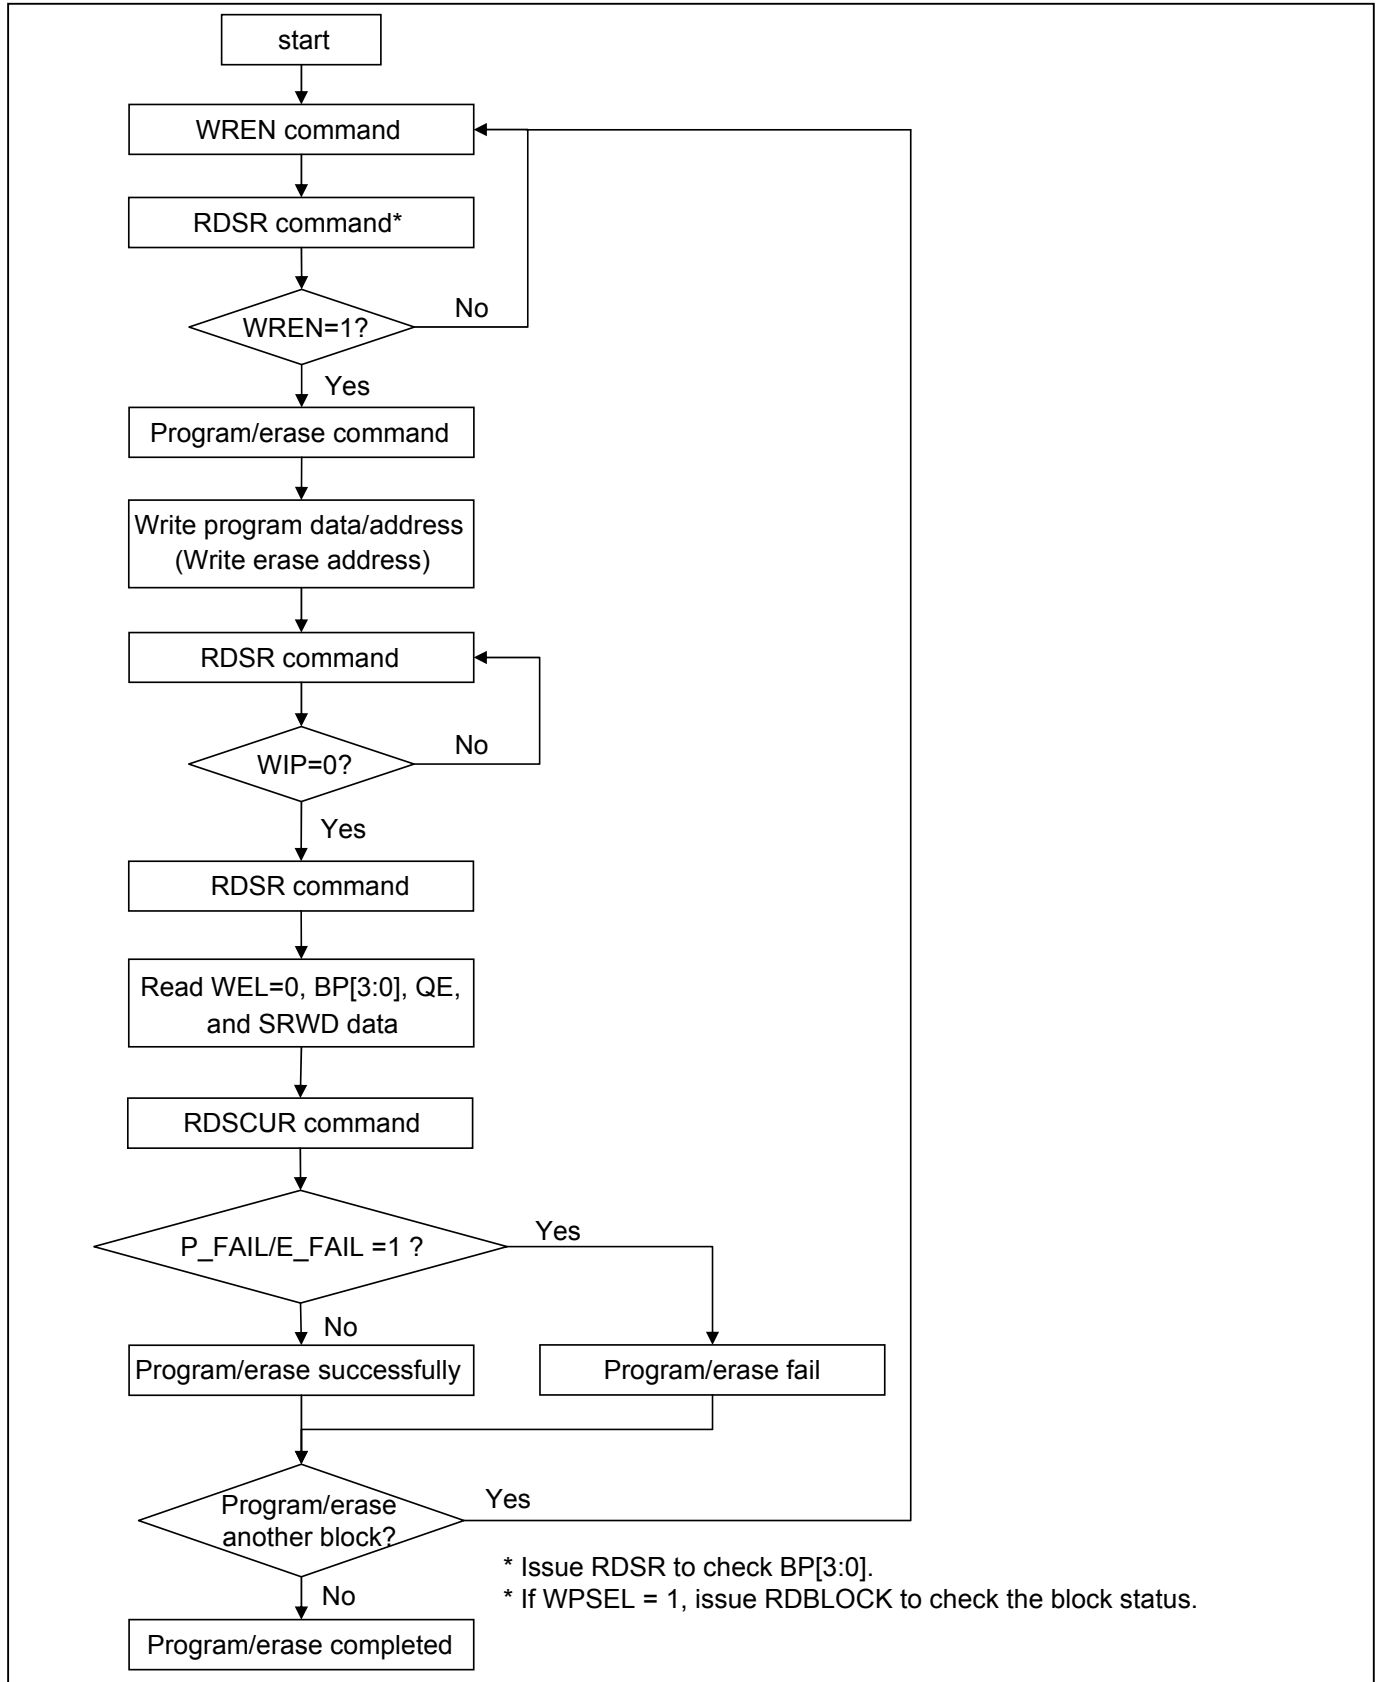 start
WREN command
RDSR command*
WREN=1?
No
Yes
Program/erase command
Write program data/address
(Write erase address)
RDSR command
WIP=0?
No
Yes
RDSR command
Read WEL=0, BP[3:0], QE,
and SRWD data
RDSCUR command
P_FAIL/E_FAIL =1 ?
Yes
No
Program/erase successfully
Program/erase fail
Program/erase
another block?
Yes
* Issue RDSR to check BP[3:0].
* If WPSEL = 1, issue RDBLOCK to check the block status.
No
Program/erase completed